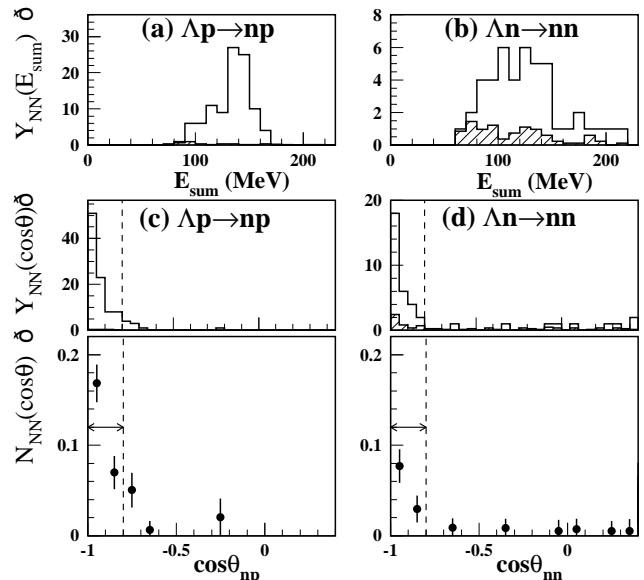 (a) Λp→np
(b) Λn→nn
Y_NN(E_sum) ð
30
20
10
0
8
6
4
2
0
0 100 200
0 100 200
E_sum (MeV)
E_sum (MeV)
(c) Λp→np
(d) Λn→nn
Y_NN(cosθ) ð
40
20
0
20
10
0
N_NN(cosθ) ð
0.2
0.1
0
0.2
0.1
0
-1 -0.5 0
-1 -0.5 0
cosθ_np
cosθ_nn